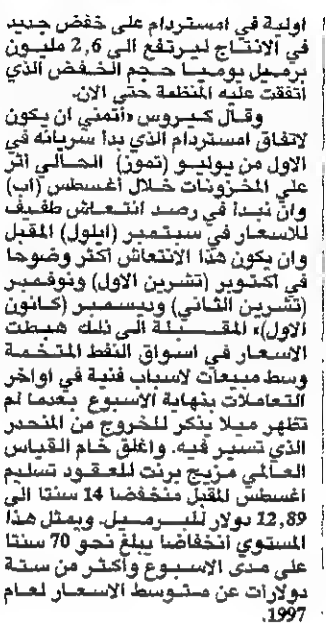 اولية في امستردام على خفض جديد
في الانتاج ليرتفع الى 2,6 مليون
برميل يوميا حجم الخفض الذي
اتفقت عليه المنظمة حتى الان.
وقال كيروس «أتمنى ان يكون
لاتفاق امستردام الذي بدأ سريانه في
الاول من يوليو (تموز) الحالي أثر
على المخزونات خلال أغسطس (اب)
وان نبدأ في رصد انتعاش طفيف
للاسعار في سبتمبر (ايلول) المقبل
وان يكون هذا الانتعاش أكثر وضوحا
في اكتوبر (تشرين الاول) ونوفمبر
(تشرين الثاني) وديسمبر (كانون
الاول)» المقبلة الى ذلك هبطت
الاسعار في اسواق النفط المتخمة
وسط مبيعات لاسباب فنية في اواخر
التعاملات بنهاية الاسبوع بعدما لم
تظهر ميلا يذكر للخروج من المنحدر
الذي تسير فيه. واغلق خام القياس
العالمي مزيج برنت للعقود تسليم
اغسطس المقبل منخفضا 14 سنتا الى
12,89 دولار للبرميل. ويمثل هذا
المستوى انخفاضا يبلغ نحو 70 سنتا
على مدى الاسبوع واكثر من ستة
دولارات عن متوسط الاسعار لعام
1997.